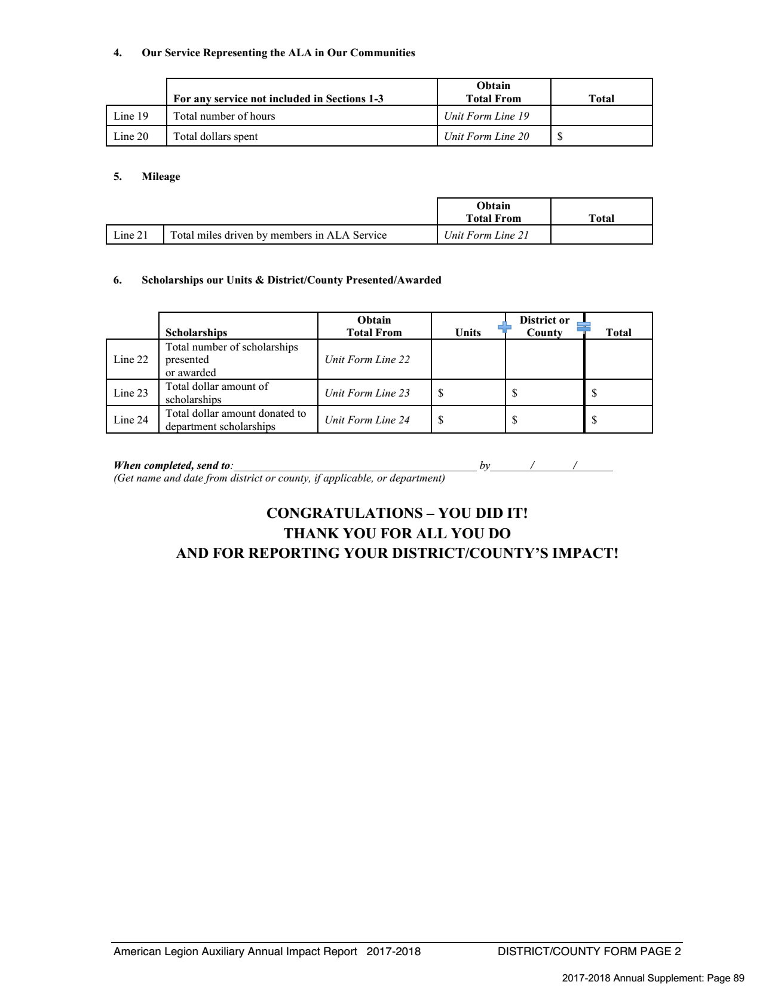 4. Our Service Representing the ALA in Our Communities
Obtain
For any service not included in Sections 1-3 Total From Total
Line 19 Total number of hours Unit Form Line 19
Line 20 Total dollars spent Unit Form Line 20 $
5. Mileage
Obtain
Total From Total
Line 21 Total miles driven by members in ALA Service Unit Form Line 21
6. Scholarships our Units & District/County Presented/Awarded
Obtain District or
Scholarships Total From Units County Total
Total number of scholarships
Line 22 presented Unit Form Line 22
or awarded
Total dollar amount of
Line 23 scholarships Unit Form Line 23 $ $ $
Total dollar amount donated to
Line 24 department scholarships Unit Form Line 24 $ $ $
When completed, send to: by / /
(Get name and date from district or county, if applicable, or department)
CONGRATULATIONS – YOU DID IT!
THANK YOU FOR ALL YOU DO
AND FOR REPORTING YOUR DISTRICT/COUNTY’S IMPACT!
American Legion Auxiliary Annual Impact Report 2017-2018 DISTRICT/COUNTY FORM PAGE 2
2017-2018 Annual Supplement: Page 89